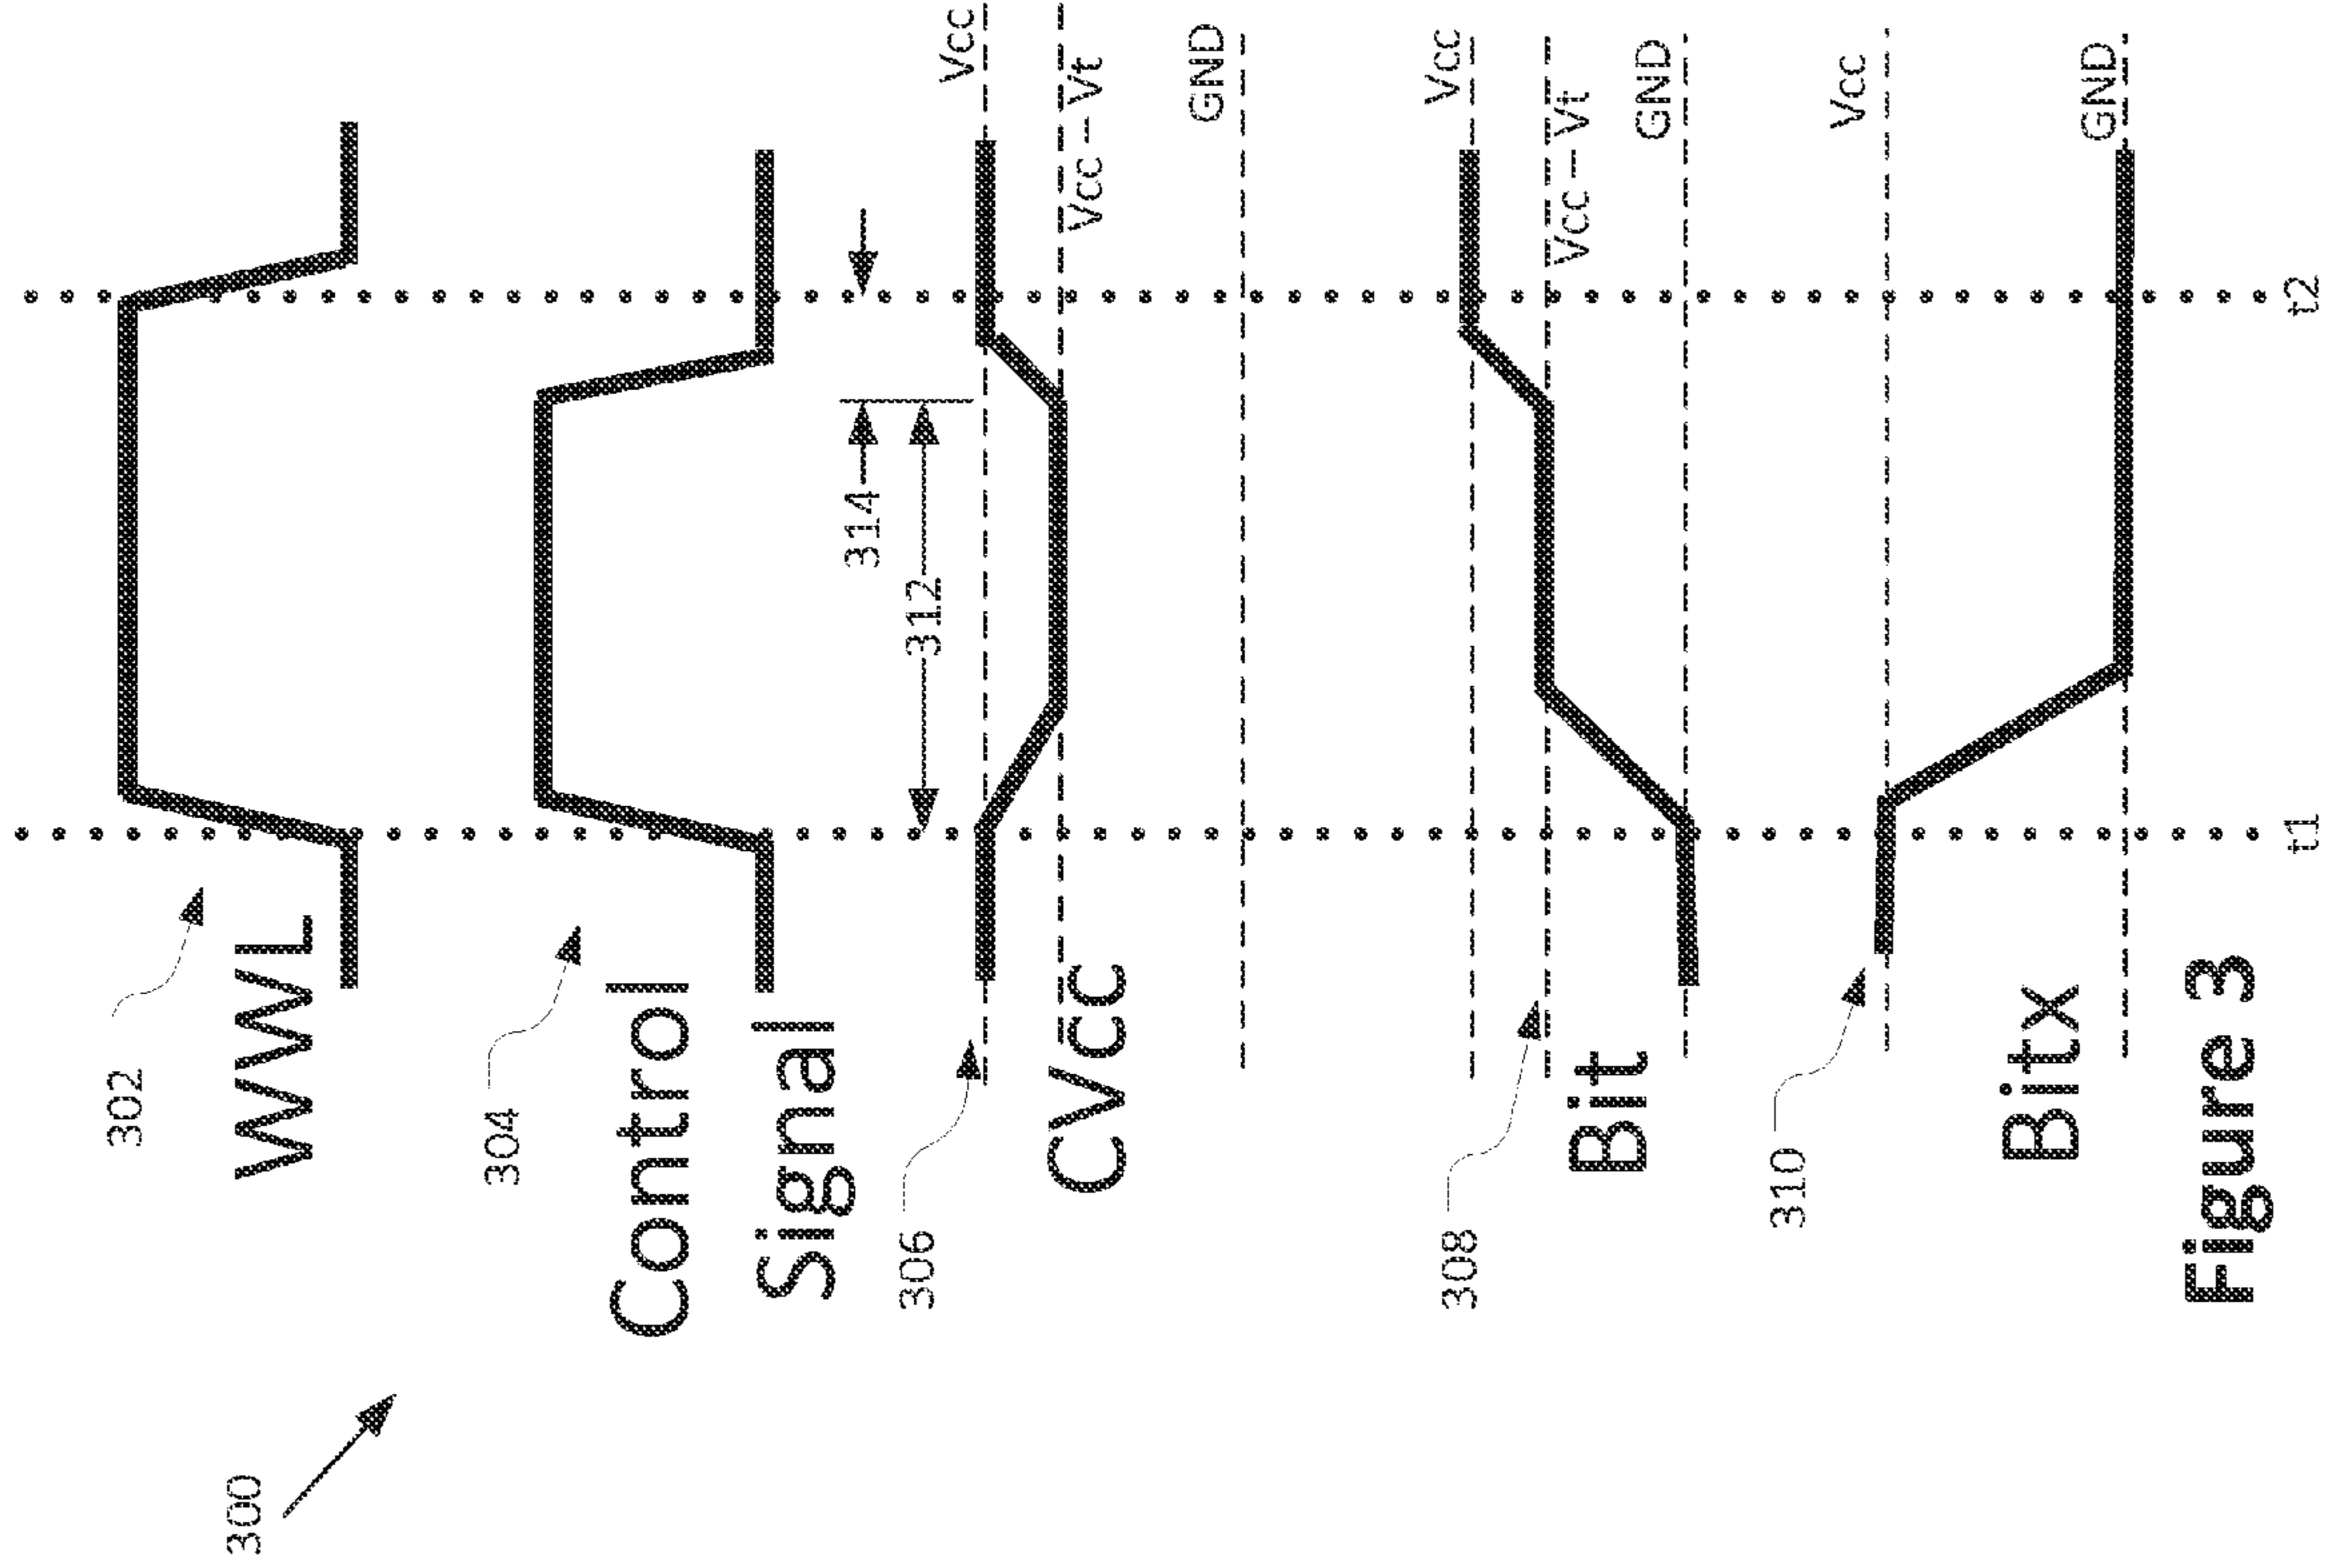 300
302
WWL
304
Control
Signal
314
312
306
CVcc
Vcc
Vcc – Vt
GND
308
Bit
Vcc
Vcc – Vt
GND
310
Bitx
Vcc
GND
t1
t2
Figure 3